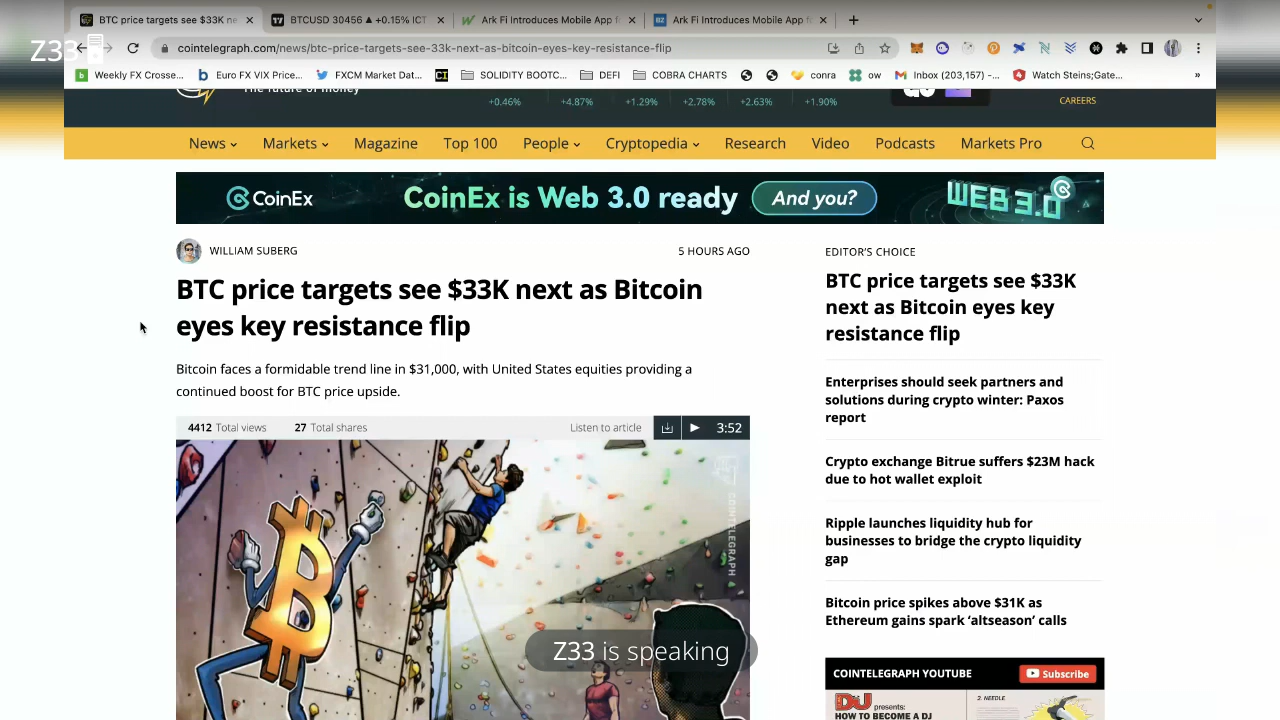 BTC price targets see $33K ne
BTCUSD 30456 ▲ +0.15% ICT
Ark Fi Introduces Mobile App f
Ark Fi Introduces Mobile App f
Z33
cointelegraph.com/news/btc-price-targets-see-33k-next-as-bitcoin-eyes-key-resistance-flip
Weekly FX Crosse...
Euro FX VIX Price...
FXCM Market Dat...
SOLIDITY BOOTC...
DEFI
COBRA CHARTS
conra
ow
Inbox (203,157) -...
Watch Steins;Gate...
»
The future of money
+0.46%
+4.87%
+1.29%
+2.78%
+2.63%
+1.90%
CAREERS
News
Markets
Magazine
Top 100
People
Cryptopedia
Research
Video
Podcasts
Markets Pro
CoinEx
CoinEx is Web 3.0 ready
And you?
WEB 3.0
WILLIAM SUBERG
5 HOURS AGO
BTC price targets see $33K next as Bitcoin
eyes key resistance flip
Bitcoin faces a formidable trend line in $31,000, with United States equities providing a
continued boost for BTC price upside.
4412 Total views
27 Total shares
Listen to article
3:52
COINTELEGRAPH
EDITOR'S CHOICE
BTC price targets see $33K
next as Bitcoin eyes key
resistance flip
Enterprises should seek partners and
solutions during crypto winter: Paxos
report
Crypto exchange Bitrue suffers $23M hack
due to hot wallet exploit
Ripple launches liquidity hub for
businesses to bridge the crypto liquidity
gap
Bitcoin price spikes above $31K as
Ethereum gains spark ‘altseason’ calls
COINTELEGRAPH YOUTUBE
Subscribe
DJ presents:
HOW TO BECOME A DJ
2. NEEDLE
Z33 is speaking